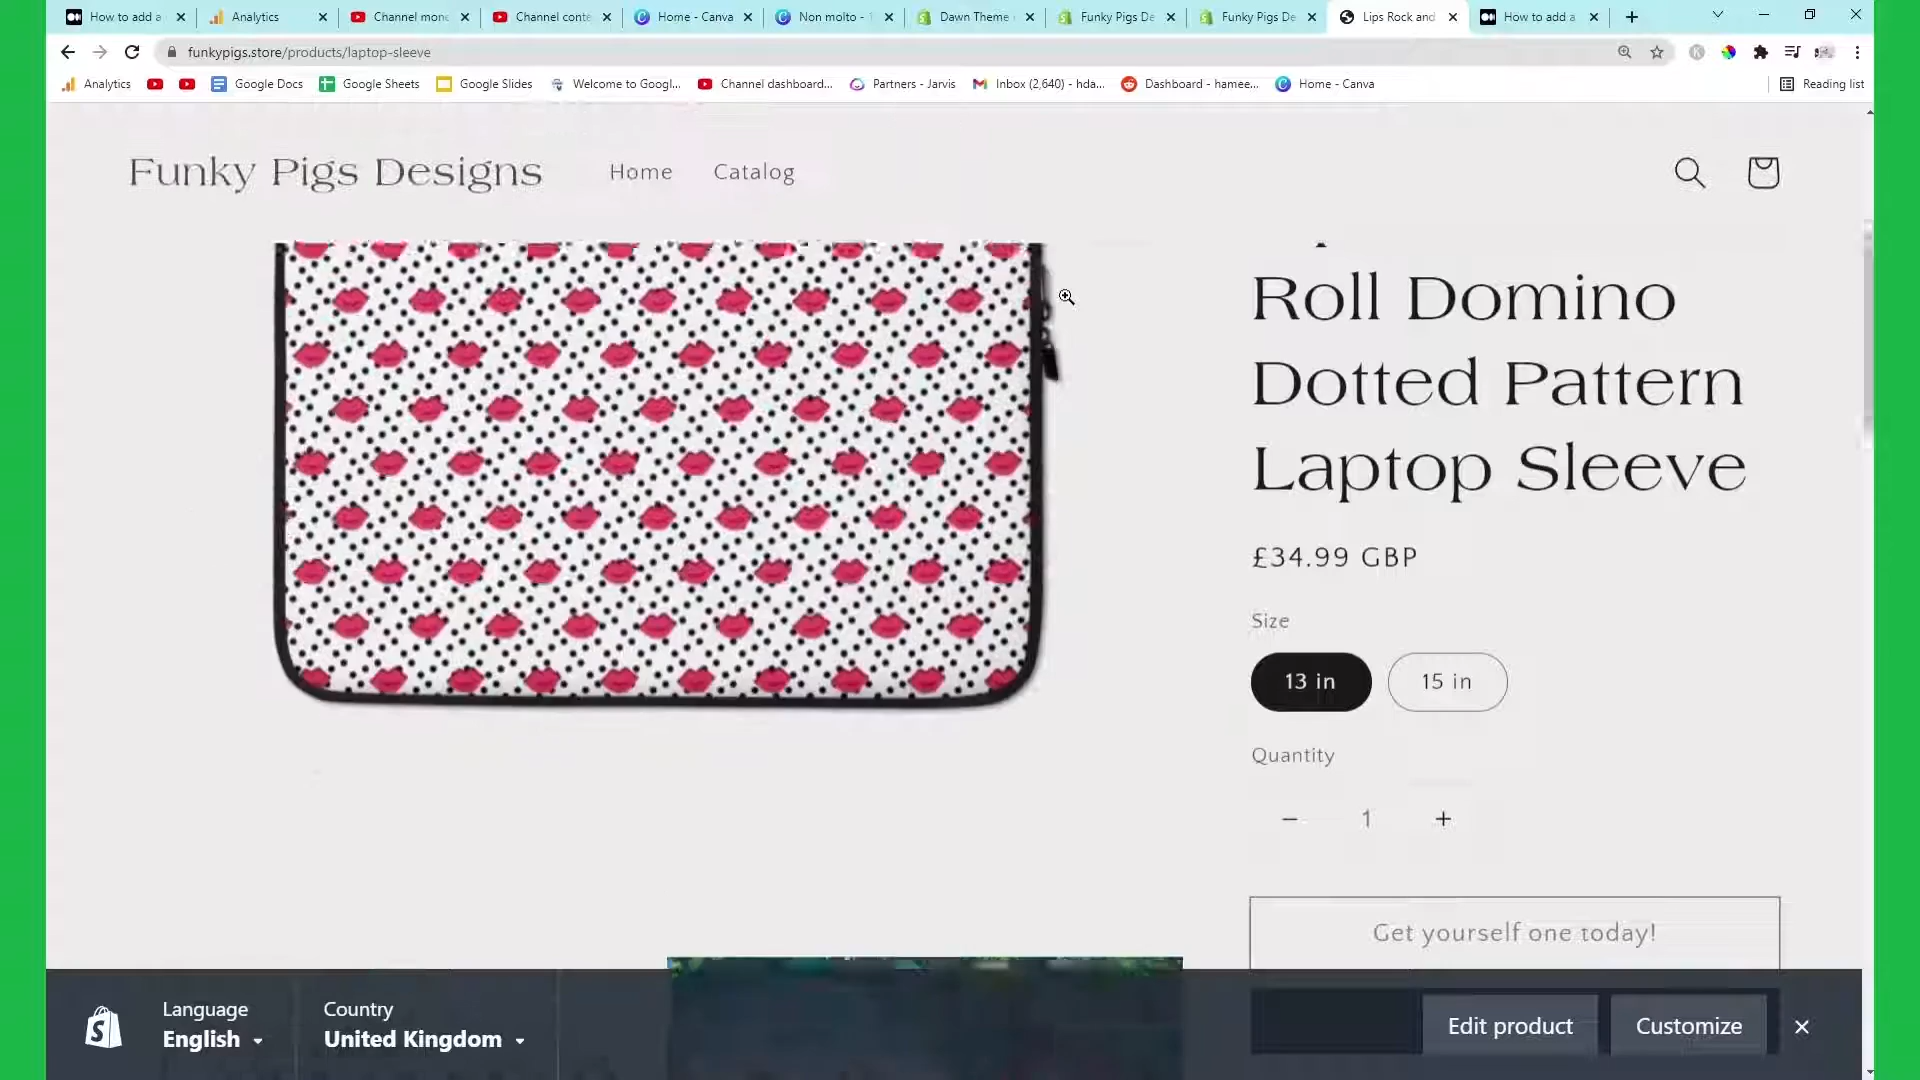 How to add a
Analytics
Channel mone
Channel conte
Home - Canva
Non molto -
Dawn Theme
Funky Pigs De
Funky Pigs De
Lips Rock and
How to add a
funkypigs.store/products/laptop-sleeve
Analytics
Google Docs
Google Sheets
Google Slides
Welcome to Googl...
Channel dashboard...
Partners - Jarvis
Inbox (2,640) - hda...
Dashboard - hamee...
Home - Canva
Reading list
Funky Pigs Designs
Home
Catalog
Roll Domino
Dotted Pattern
Laptop Sleeve
£34.99 GBP
Size
13 in
15 in
Quantity
− 1 +
Get yourself one today!
Language
English
Country
United Kingdom
Edit product
Customize